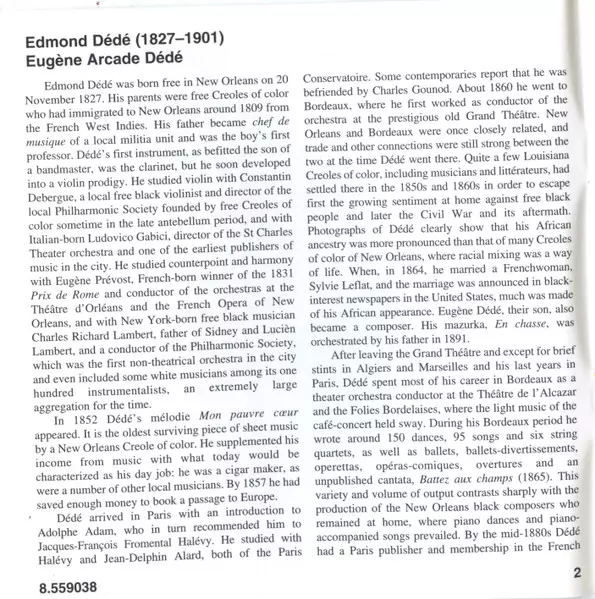 Edmond Dédé (1827–1901)
Eugène Arcade Dédé
Edmond Dédé was born free in New Orleans on 20
November 1827. His parents were free Creoles of color
who had immigrated to New Orleans around 1809 from
the French West Indies. His father became chef de
musique of a local militia unit and was the boy's first
professor. Dédé's first instrument, as befitted the son of
a bandmaster, was the clarinet, but he soon developed
into a violin prodigy. He studied violin with Constantin
Debergue, a local free black violinist and director of the
local Philharmonic Society founded by free Creoles of
color sometime in the late antebellum period, and with
Italian-born Ludovico Gabici, director of the St Charles
Theater orchestra and one of the earliest publishers of
music in the city. He studied counterpoint and harmony
with Eugène Prévost, French-born winner of the 1831
Prix de Rome and conductor of the orchestras at the
Théâtre d'Orléans and the French Opera of New
Orleans, and with New York-born free black musician
Charles Richard Lambert, father of Sidney and Lucièn
Lambert, and a conductor of the Philharmonic Society,
which was the first non-theatrical orchestra in the city
and even included some white musicians among its one
hundred instrumentalists, an extremely large
aggregation for the time.
In 1852 Dédé's mélodie Mon pauvre cœur
appeared. It is the oldest surviving piece of sheet music
by a New Orleans Creole of color. He supplemented his
income from music with what today would be
characterized as his day job: he was a cigar maker, as
were a number of other local musicians. By 1857 he had
saved enough money to book a passage to Europe.
Dédé arrived in Paris with an introduction to
Adolphe Adam, who in turn recommended him to
Jacques-François Fromental Halévy. He studied with
Halévy and Jean-Delphin Alard, both of the Paris
Conservatoire. Some contemporaries report that he was
befriended by Charles Gounod. About 1860 he went to
Bordeaux, where he first worked as conductor of the
orchestra at the prestigious old Grand Théâtre. New
Orleans and Bordeaux were once closely related, and
trade and other connections were still strong between the
two at the time Dédé went there. Quite a few Louisiana
Creoles of color, including musicians and littérateurs, had
settled there in the 1850s and 1860s in order to escape
first the growing sentiment at home against free black
people and later the Civil War and its aftermath.
Photographs of Dédé clearly show that his African
ancestry was more pronounced than that of many Creoles
of color of New Orleans, where racial mixing was a way
of life. When, in 1864, he married a Frenchwoman,
Sylvie Leflat, and the marriage was announced in black-
interest newspapers in the United States, much was made
of his African appearance. Eugène Dédé, their son, also
became a composer. His mazurka, En chasse, was
orchestrated by his father in 1891.
After leaving the Grand Théâtre and except for brief
stints in Algiers and Marseilles and his last years in
Paris, Dédé spent most of his career in Bordeaux as a
theater orchestra conductor at the Théâtre de l'Alcazar
and the Folies Bordelaises, where the light music of the
café-concert held sway. During his Bordeaux period he
wrote around 150 dances, 95 songs and six string
quartets, as well as ballets, ballets-divertissements,
operettas, opéras-comiques, overtures and an
unpublished cantata, Battez aux champs (1865). This
variety and volume of output contrasts sharply with the
production of the New Orleans black composers who
remained at home, where piano dances and piano-
accompanied songs prevailed. By the mid-1880s Dédé
had a Paris publisher and membership in the French
8.559038
2